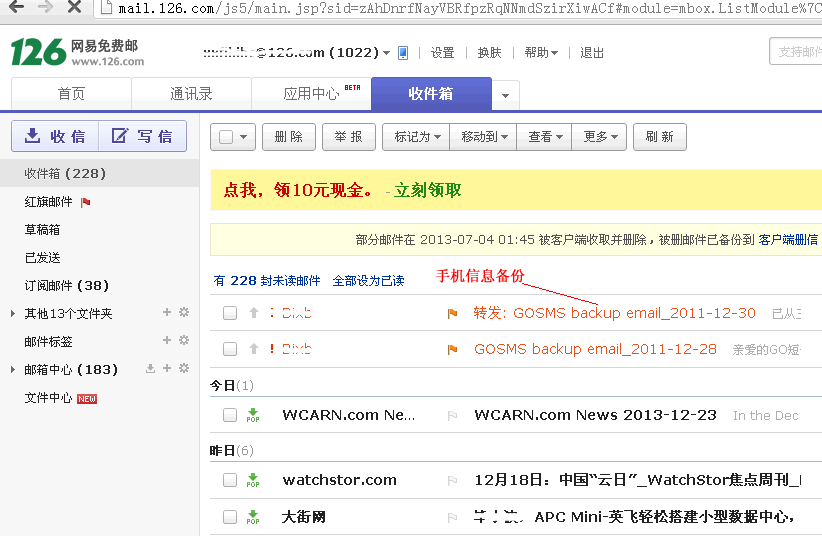 mail.126.com/js5/main.jsp?sid=zAhDnrfNayVBRfpzRqNNmdSzirXiwACf#module=mbox.ListModule%7C
126 网易免费邮 www.126.com
@126.com (1022) 设置 | 换肤 | 帮助 | 退出
支持邮件
首页 通讯录 应用中心 BETA 收件箱
收信 写信 删除 举报 标记为 移动到 查看 更多 刷新
收件箱 (228)
红旗邮件
草稿箱
已发送
订阅邮件 (38)
其他13个文件夹
邮件标签
邮箱中心 (183)
文件中心 NEW
点我，领10元现金。 - 立刻领取
部分邮件在 2013-07-04 01:45 被客户端收取并删除，被删邮件已备份到 客户端删信
有 228 封未读邮件 全部设为已读
手机信息备份
转发: GOSMS backup email_2011-12-30 已从
! GOSMS backup email_2011-12-28 亲爱的GO短
今日(1)
POP WCARN.com Ne... WCARN.com News 2013-12-23 In the Dec
昨日(6)
POP watchstor.com 12月18日：中国“云日”_WatchStor焦点周刊_
POP 大街网 APC Mini-英飞轻松搭建小型数据中心，